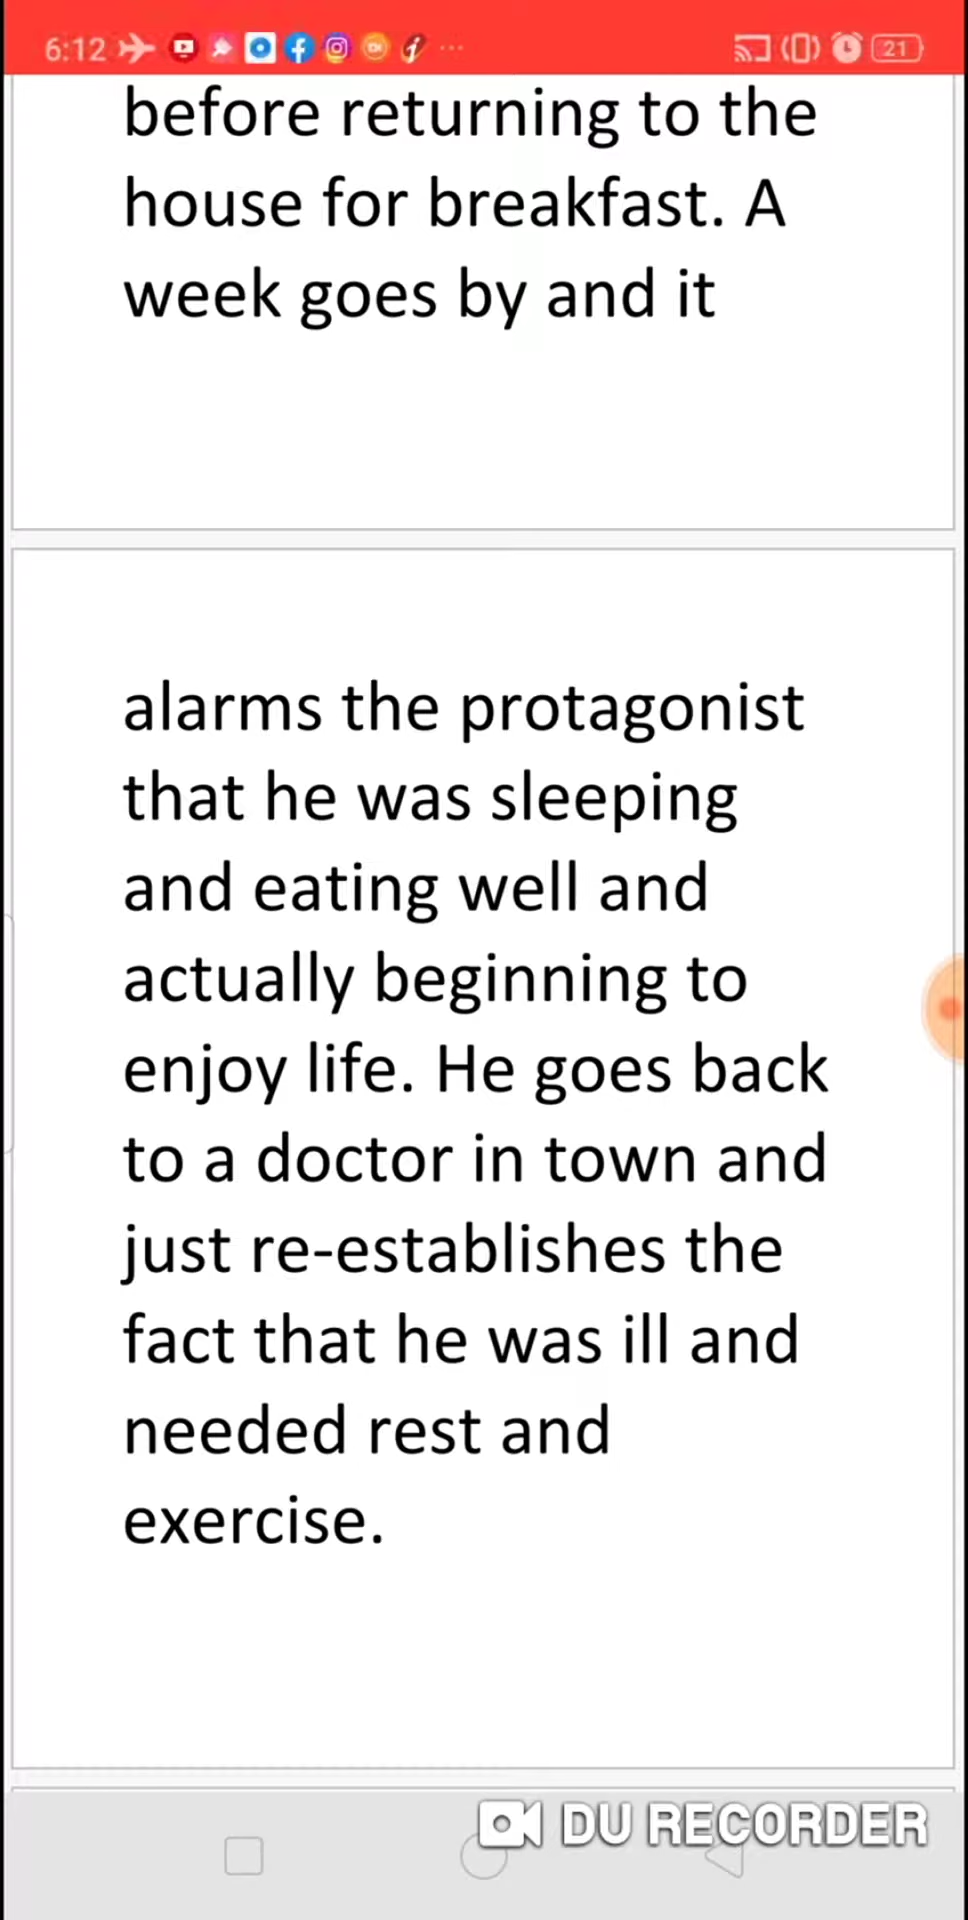 6:12
21
before returning to the
house for breakfast. A
week goes by and it
alarms the protagonist
that he was sleeping
and eating well and
actually beginning to
enjoy life. He goes back
to a doctor in town and
just re-establishes the
fact that he was ill and
needed rest and
exercise.
DU RECORDER